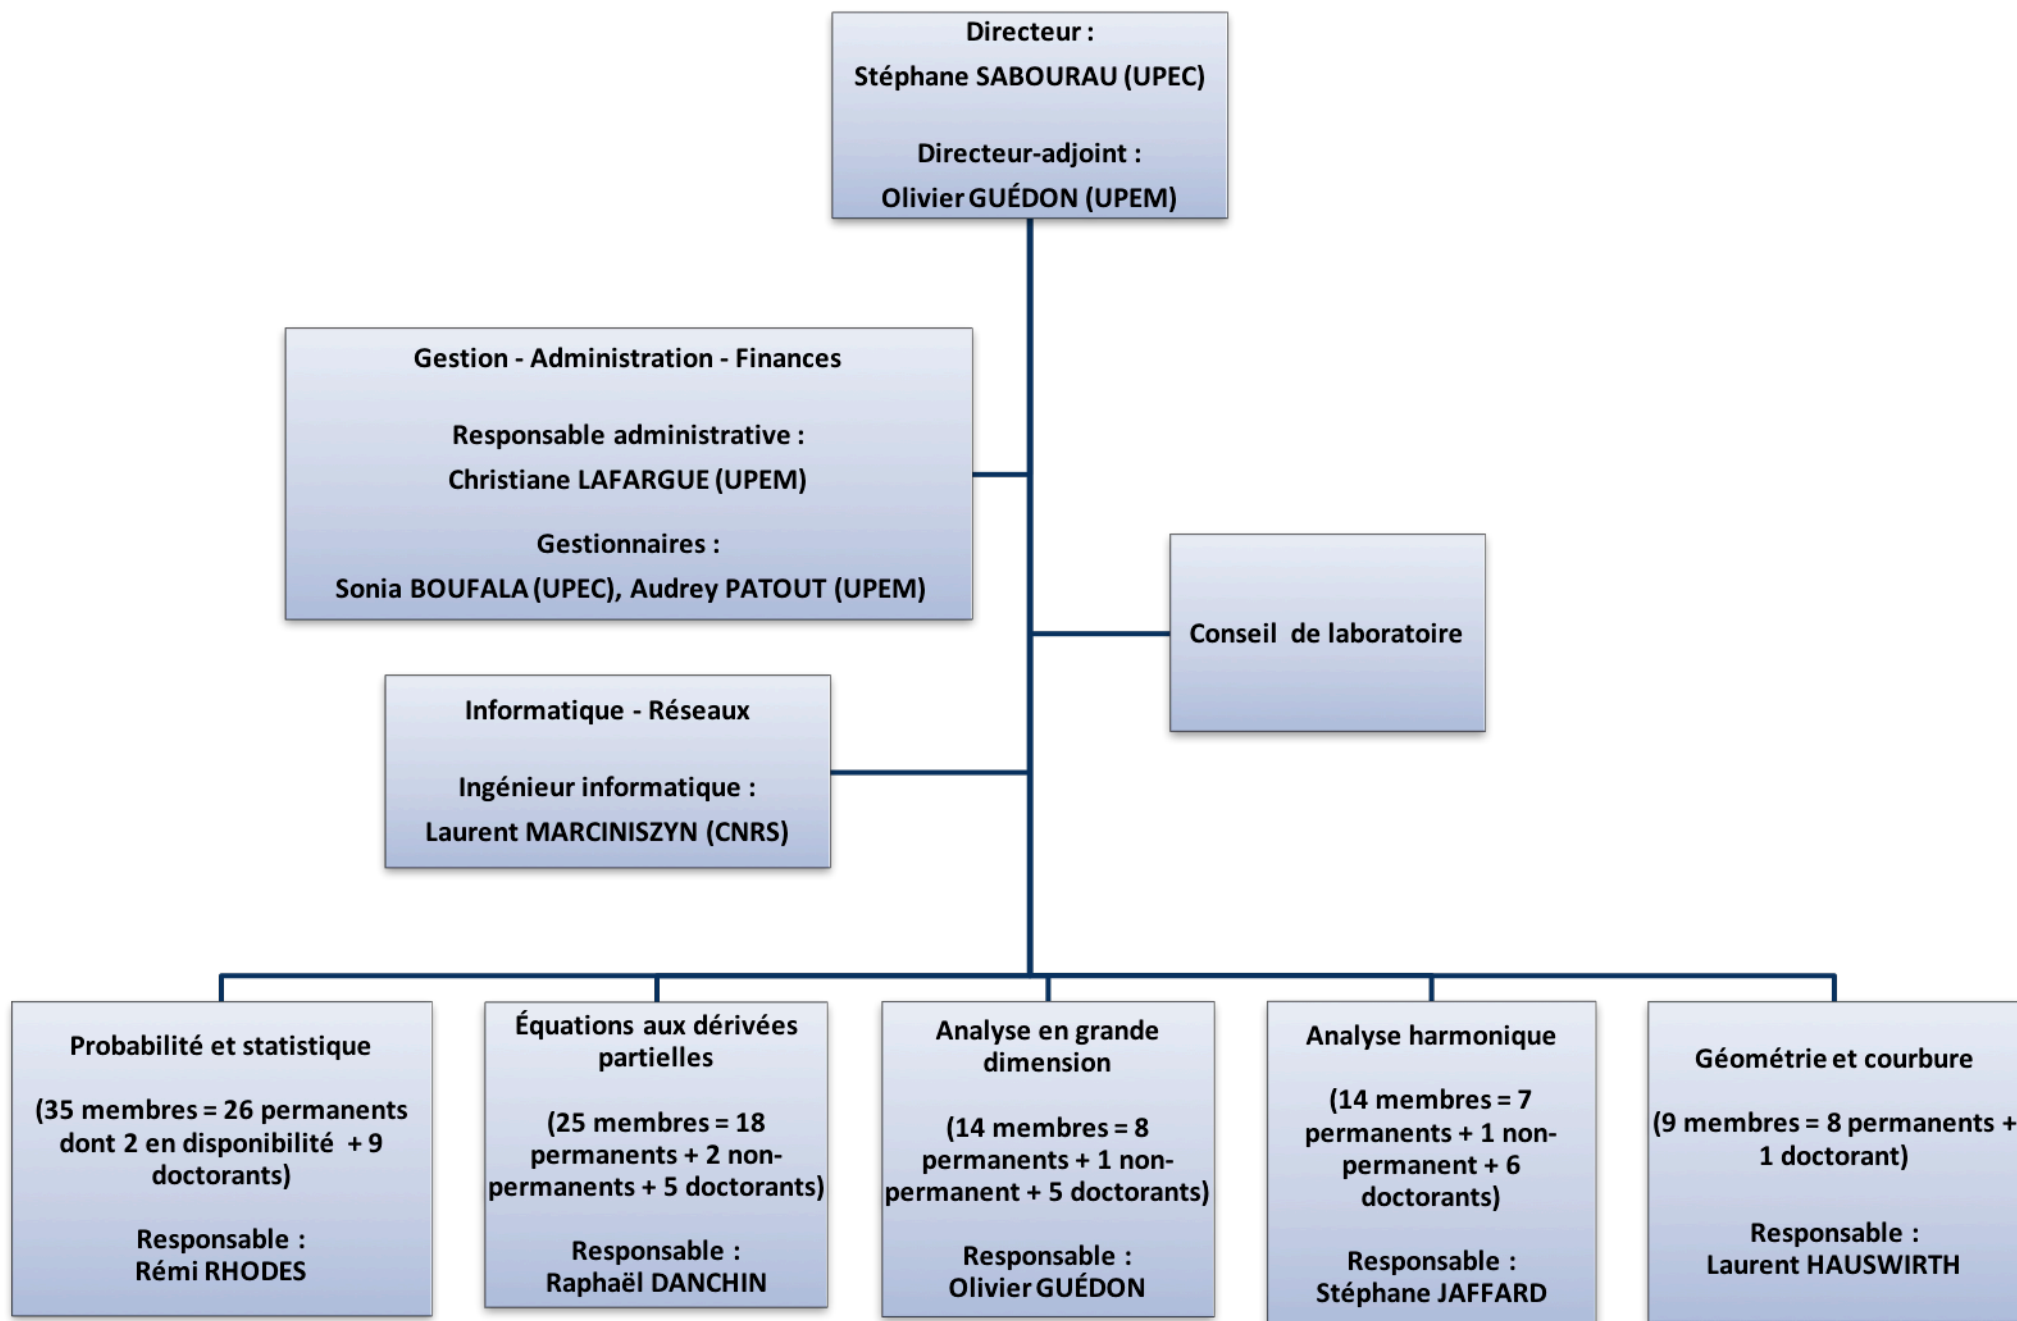 Directeur :
Stéphane SABOURAU (UPEC)
Directeur-adjoint :
Olivier GUÉDON (UPEM)
Gestion - Administration - Finances
Responsable administrative :
Christiane LAFARGUE (UPEM)
Gestionnaires :
Sonia BOUFALA (UPEC), Audrey PATOUT (UPEM)
Conseil de laboratoire
Informatique - Réseaux
Ingénieur informatique :
Laurent MARCINISZYN (CNRS)
Probabilité et statistique
(35 membres = 26 permanents
dont 2 en disponibilité + 9
doctorants)
Responsable :
Rémi RHODES
Équations aux dérivées
partielles
(25 membres = 18
permanents + 2 non-
permanents + 5 doctorants)
Responsable :
Raphaël DANCHIN
Analyse en grande
dimension
(14 membres = 8
permanents + 1 non-
permanent + 5 doctorants)
Responsable :
Olivier GUÉDON
Analyse harmonique
(14 membres = 7
permanents + 1 non-
permanent + 6
doctorants)
Responsable :
Stéphane JAFFARD
Géométrie et courbure
(9 membres = 8 permanents +
1 doctorant)
Responsable :
Laurent HAUSWIRTH